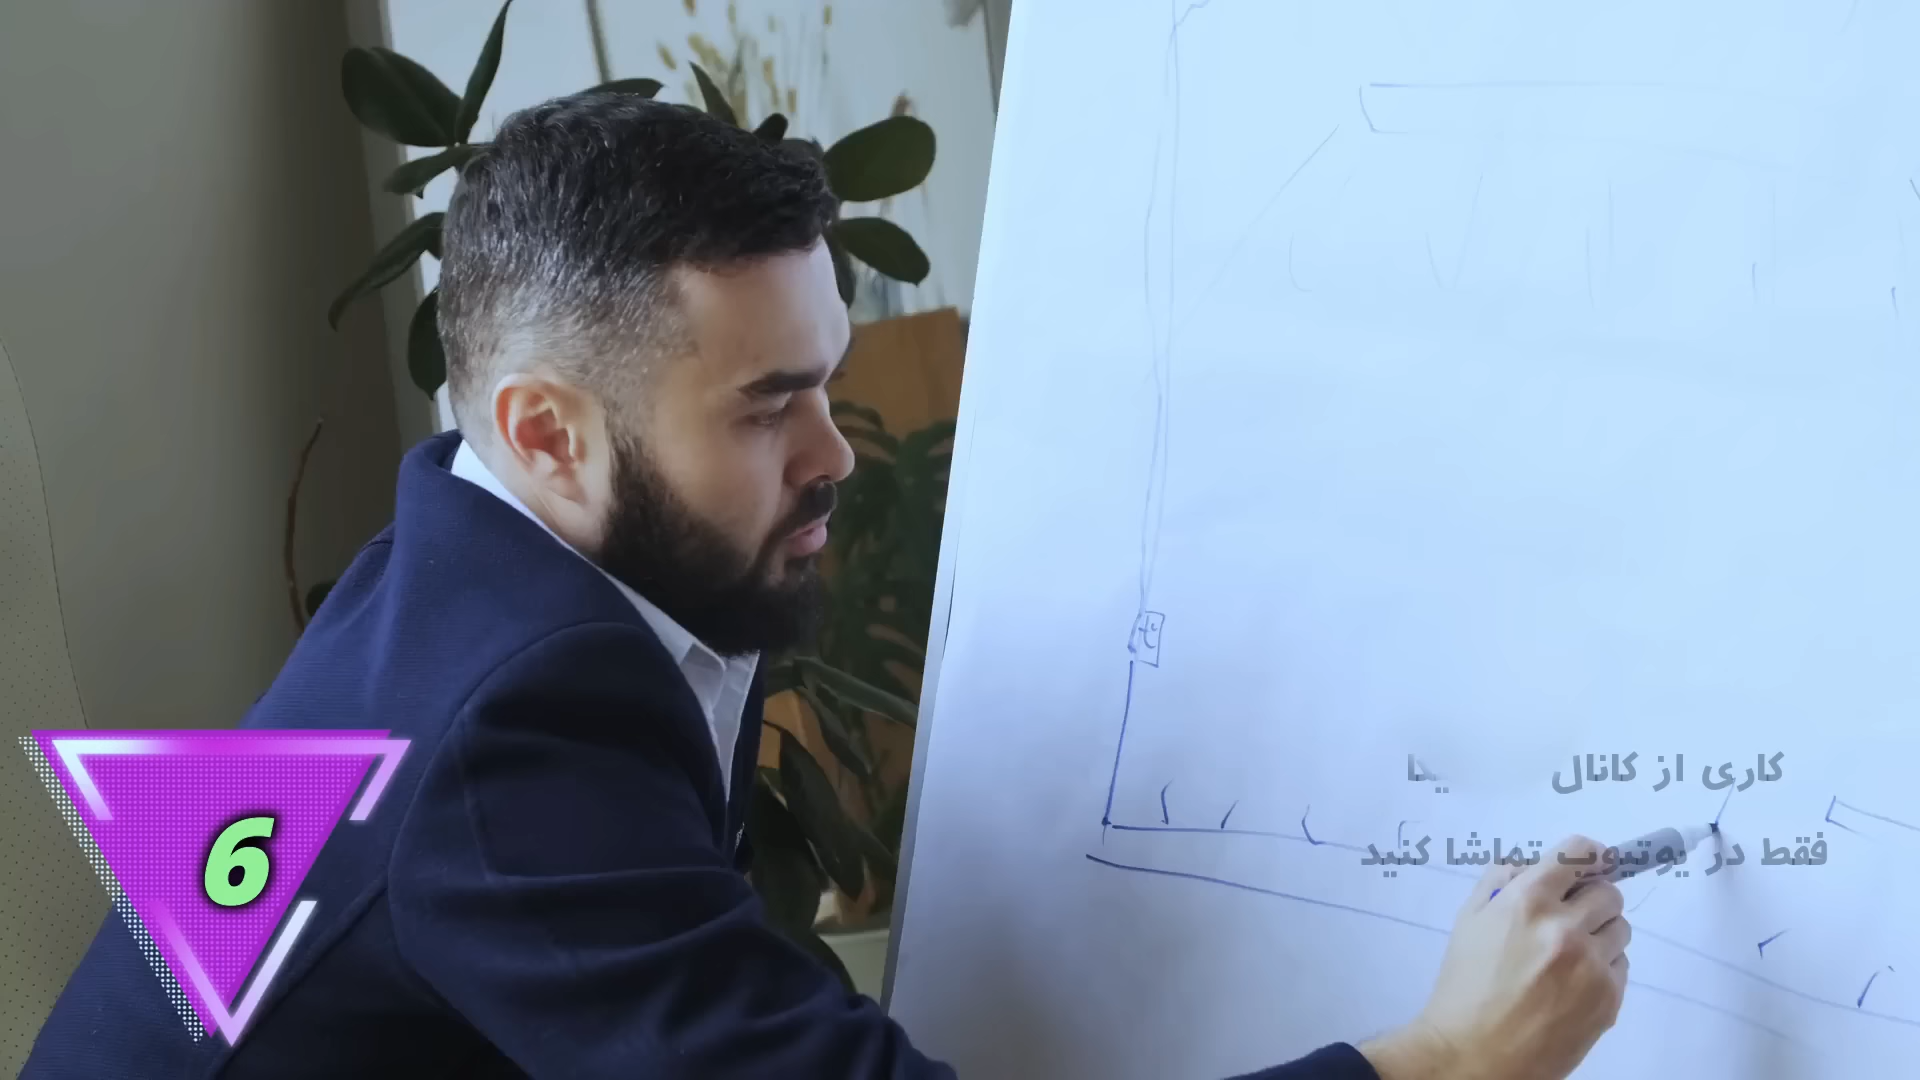 کاری از کانال
فقط در یوتیوب تماشا کنید
6